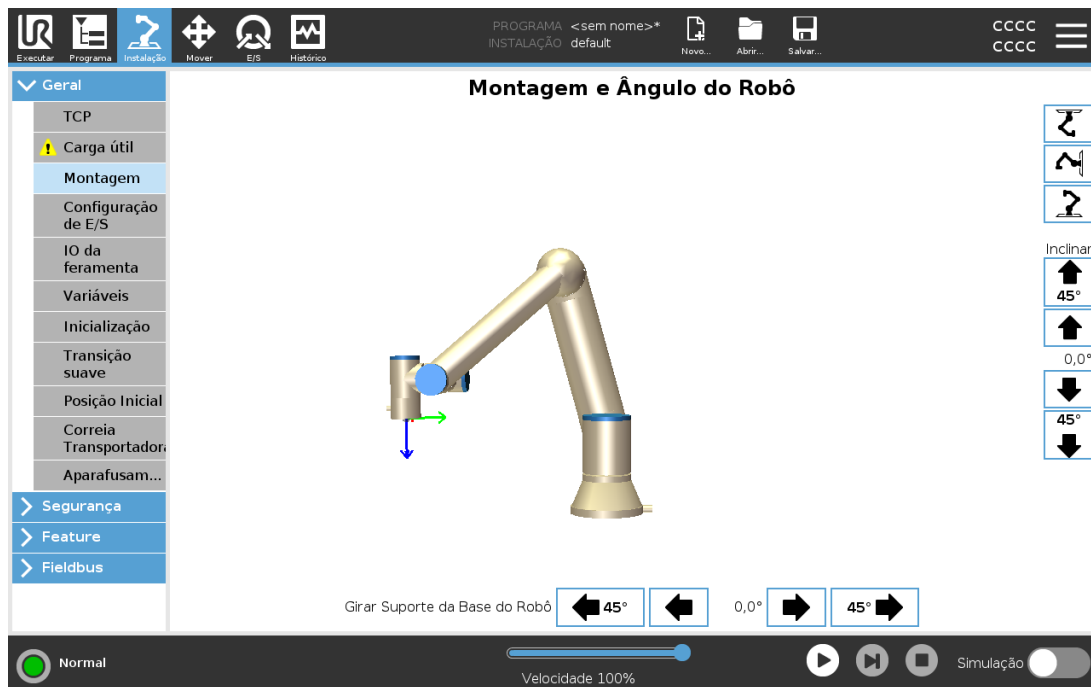 PROGRAMA <sem nome>*
INSTALAÇÃO default
CCCC
CCCC
Executar
Programa
Instalação
Mover
E/S
Histórico
Novo...
Abrir...
Salvar...
Geral
TCP
Carga útil
Montagem
Configuração
de E/S
IO da
feramenta
Variáveis
Inicialização
Transição
suave
Posição Inicial
Correia
Transportador
Aparafusam...
Segurança
Feature
Fieldbus
Montagem e Ângulo do Robô
Inclinar
45°
0,0°
45°
Girar Suporte da Base do Robô 45° 0,0° 45°
Normal
Velocidade 100%
Simulação